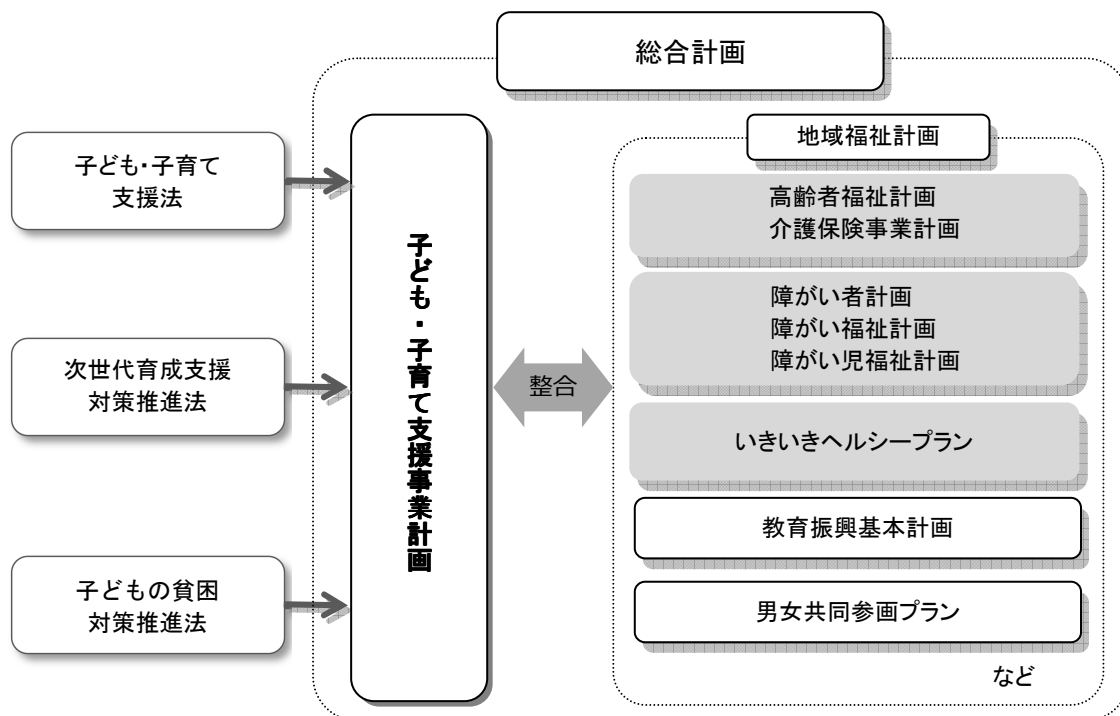 総合計画
子ども・子育て
支援法
次世代育成支援
対策推進法
子どもの貧困
対策推進法
子ども・子育て支援事業計画
整合
地域福祉計画
高齢者福祉計画
介護保険事業計画
障がい者計画
障がい福祉計画
障がい児福祉計画
いきいきヘルシープラン
教育振興基本計画
男女共同参画プラン
など